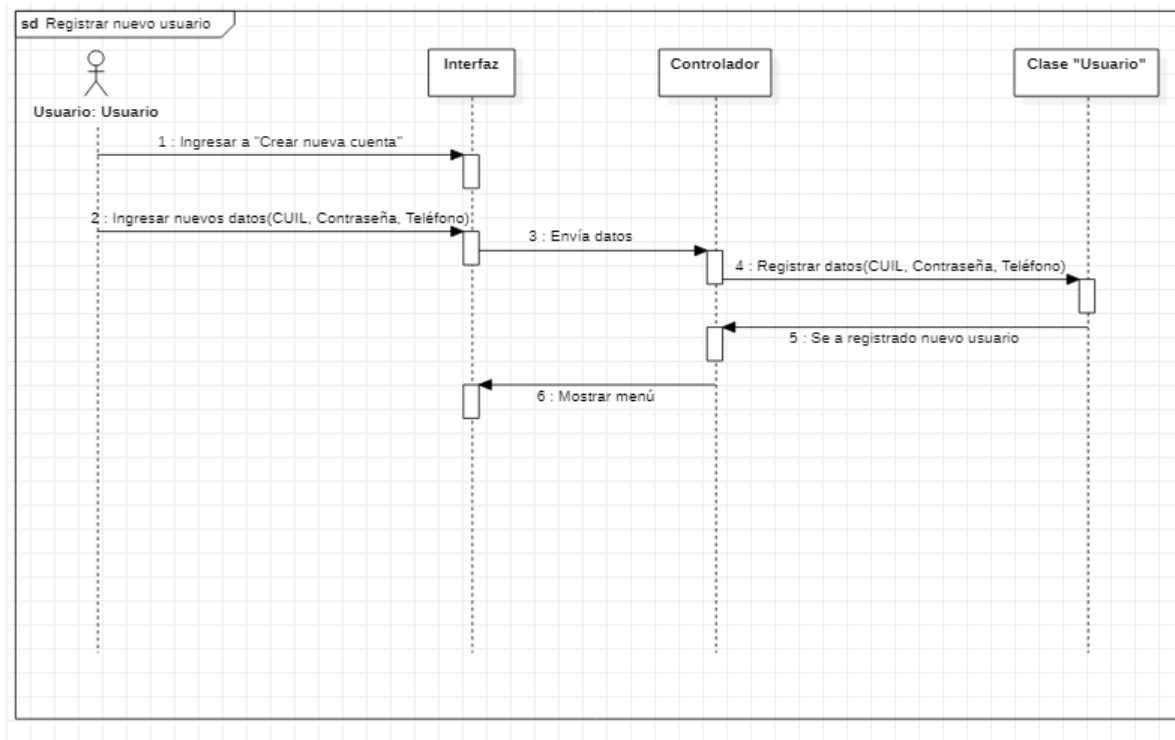 sd Registrar nuevo usuario
Interfaz
Controlador
Clase "Usuario"
Usuario: Usuario
1 : Ingresar a "Crear nueva cuenta"
2 : Ingresar nuevos datos(CUIL, Contraseña, Teléfono)
3 : Envía datos
4 : Registrar datos(CUIL, Contraseña, Teléfono)
5 : Se a registrado nuevo usuario
6 : Mostrar menú